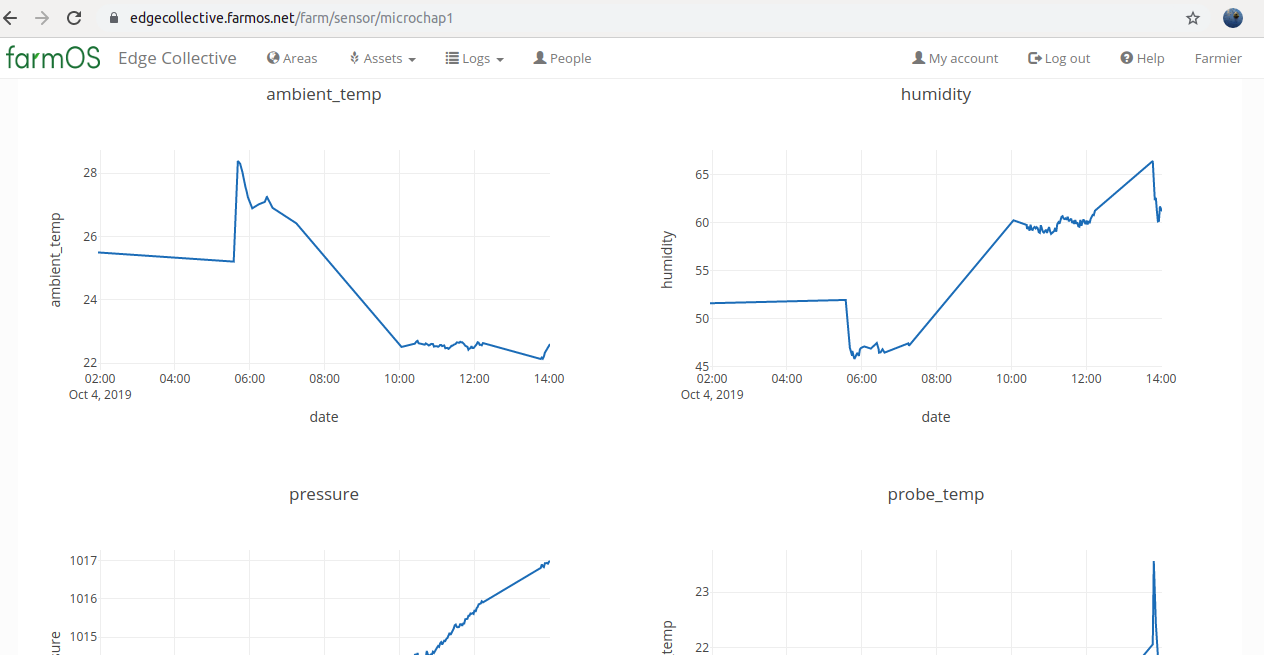 edgecollective.farmos.net/farm/sensor/microchap1
farmOS Edge Collective Areas Assets Logs People My account Log out Help Farmier
ambient_temp
28
26
24
22
ambient_temp
02:00 04:00 06:00 08:00 10:00 12:00 14:00
Oct 4, 2019
date
humidity
65
60
55
50
45
humidity
02:00 04:00 06:00 08:00 10:00 12:00 14:00
Oct 4, 2019
date
pressure
1017
1016
1015
sure
probe_temp
23
22
_temp